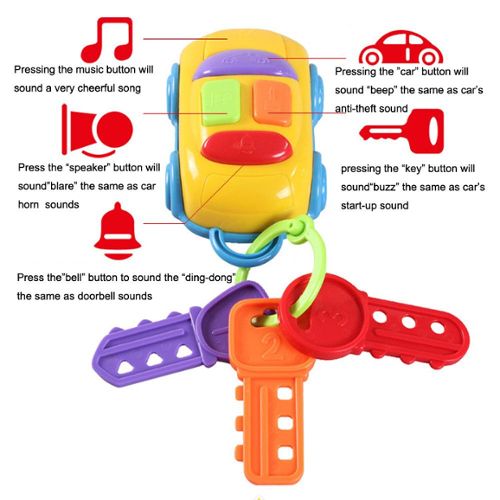 Pressing the music button will
sound a very cheerful song
Pressing the "car" button will
sound "beep" the same as car's
anti-theft sound
Press the "speaker" button will
sound"blare" the same as car
horn sounds
pressing the "key" button will
sound"buzz" the same as car's
start-up sound
Press the"bell" button to sound the "ding-dong"
the same as doorbell sounds
2
3